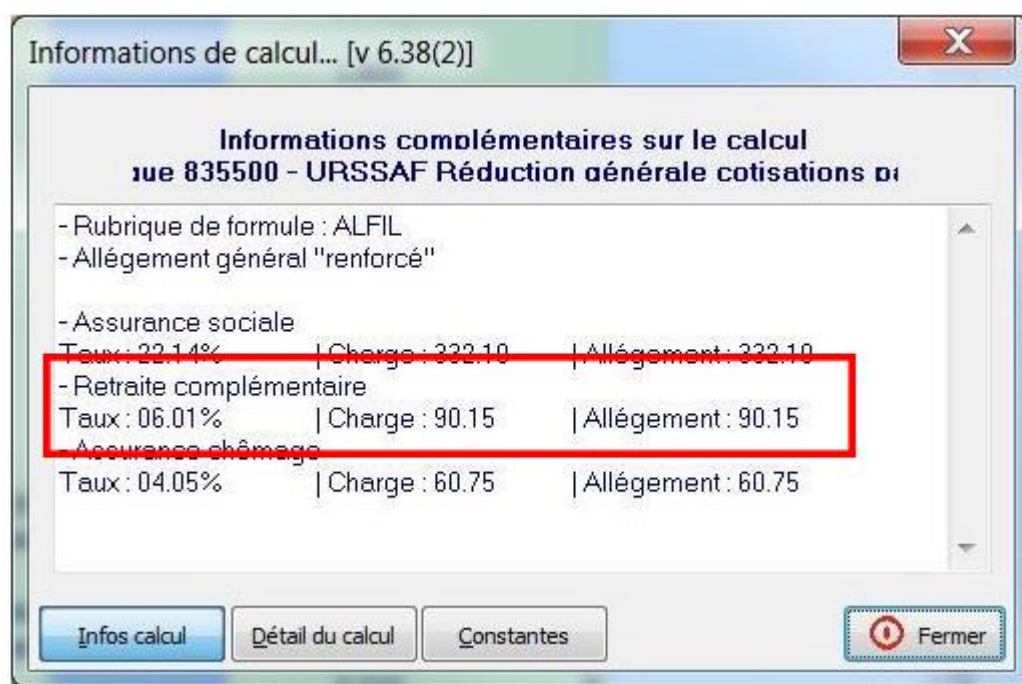 Informations de calcul... [v 6.38(2)]
Informations complémentaires sur le calcul
835500 - URSSAF Réduction générale cotisations
- Rubrique de formule : ALFIL
- Allégement général "renforcé"
- Assurance sociale
Taux : 22.14% | Charge : 332.10 | Allégement : 332.10
- Retraite complémentaire
Taux : 06.01% | Charge : 90.15 | Allégement : 90.15
- Assurance chômage
Taux : 04.05% | Charge : 60.75 | Allégement : 60.75
Infos calcul Détail du calcul Constantes Fermer